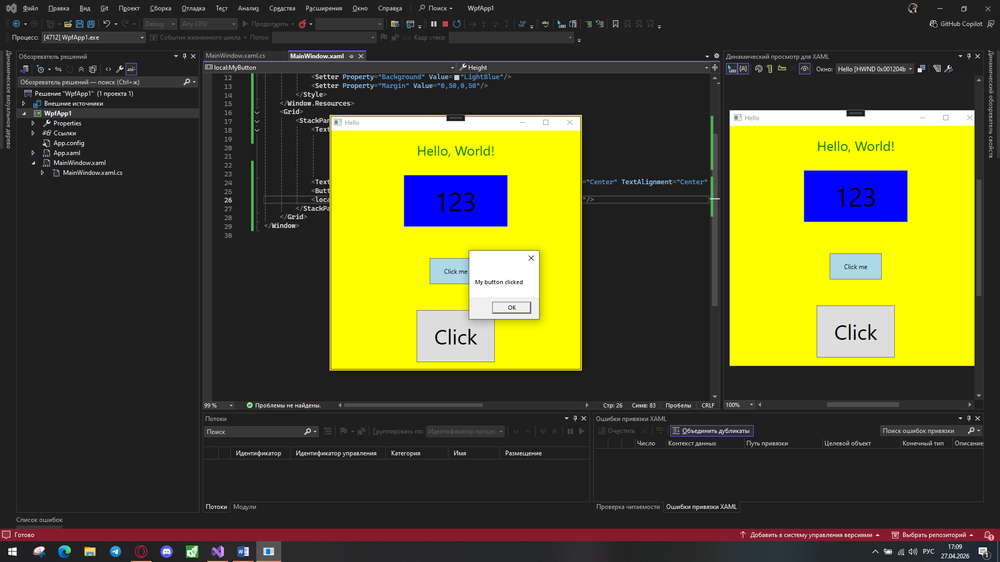 Файл Правка Вид Git Проект Сборка Отладка Тест Анализ Средства Расширения Окно Справка Поиск WpfApp1
Debug Any CPU Продолжить GitHub Copilot
Процесс: [4712] WpfApp1.exe События жизненного цикла Поток: Кадр стека:
Динамическое визуальное дерево
Обозреватель решений
Обозреватель решений — поиск (Ctrl+ж)
Решение "WpfApp1" (1 проекта 1)
Внешние источники
WpfApp1
Properties
Ссылки
App.config
App.xaml
MainWindow.xaml
MainWindow.xaml.cs
MainWindow.xaml.cs MainWindow.xaml
local:MyButton Height
12 <Setter Property="Background" Value="LightBlue"/>
13 <Setter Property="Margin" Value="0,50,0,50"/>
14 </Style>
15 </Window.Resources>
16 <Grid>
17 <StackPan
18 <Text
19
20
21
22
23
24 <Text ="Center" TextAlignment="Center"
25 <Butt
26 <loca "/>
27 </StackPa
28 </Grid>
29 </Window>
30
Hello
Hello, World!
123
Click me
Click
My button clicked
OK
99 % Проблемы не найдены. Стр: 26 Симв: 83 Пробелы CRLF
Динамический просмотр для XAML
Окно: Hello [HWND 0x001204b
Hello
Hello, World!
123
Click me
Click
100%
Динамический обозреватель свойств
Потоки
Поиск Группировать по: Идентификатор процес
Идентификатор Идентификатор управления Категория Имя Размещение
Потоки Модули
Ошибки привязки XAML
Очистить Объединить дубликаты Поиск ошибок привязки
Число Контекст данных Путь привязки Целевой объект Конечный тип Описание
Проверка читаемости Ошибки привязки XAML
Список ошибок
Готово Добавить в систему управления версиями Выбрать репозиторий 1
РУС 17:09
27.04.2026
1